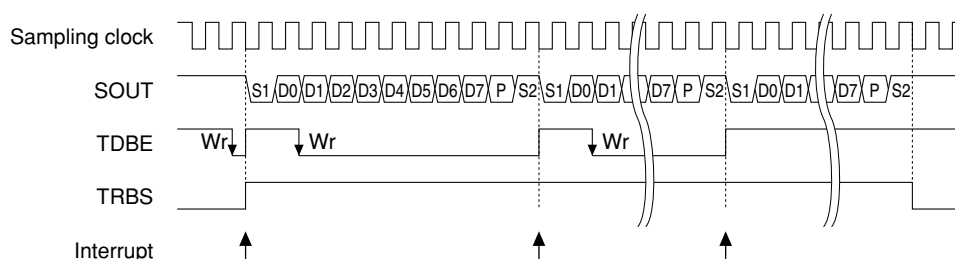 Sampling clock
SOUT S1 D0 D1 D2 D3 D4 D5 D6 D7 P S2 S1 D0 D1 D7 P S2 S1 D0 D1 D7 P S2
TDBE Wr Wr Wr
TRBS
Interrupt